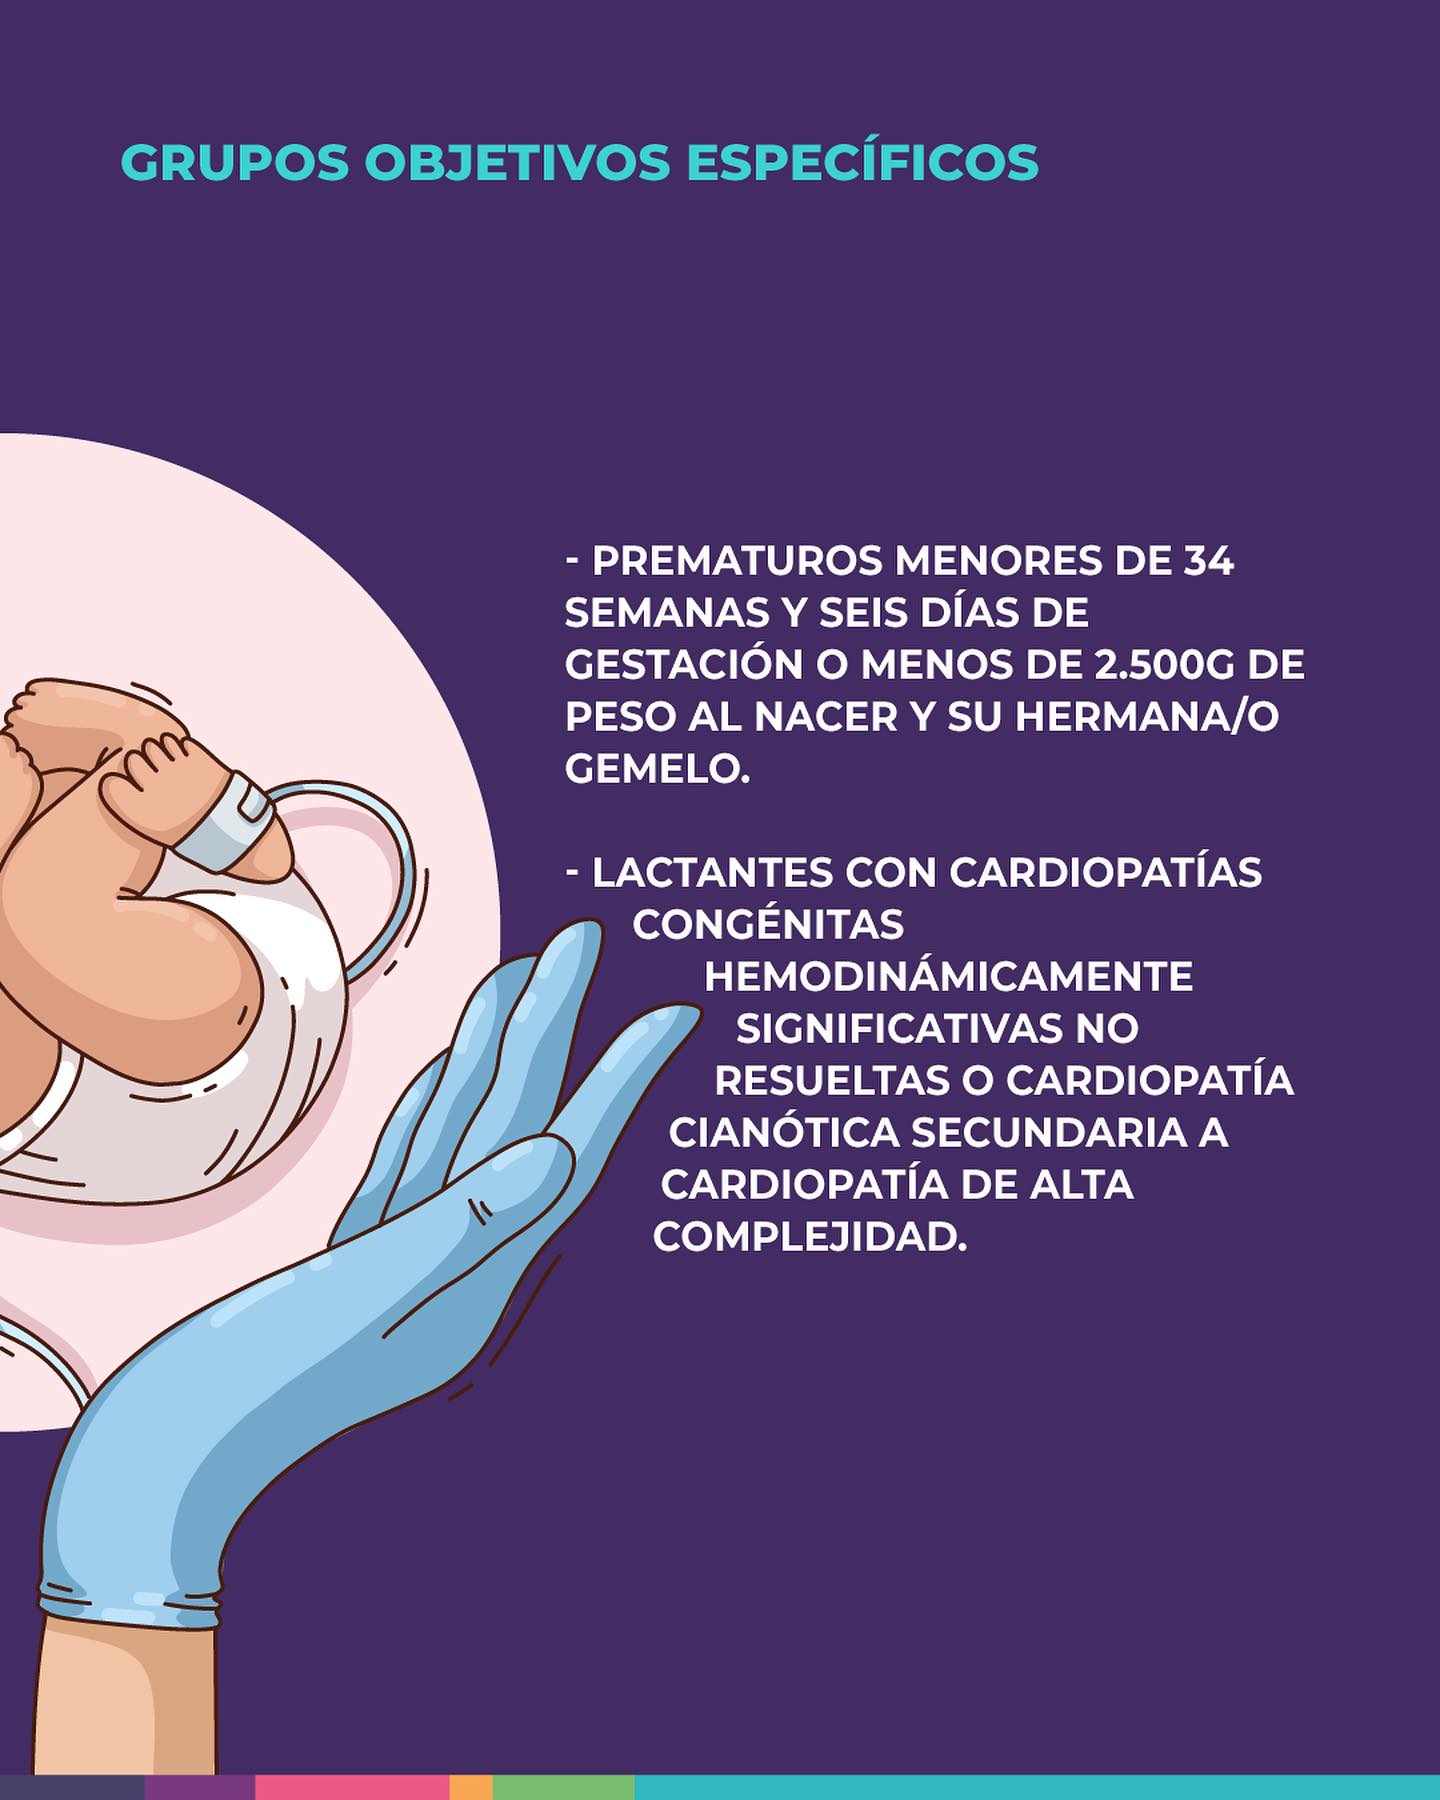 GRUPOS OBJETIVOS ESPECÍFICOS
- PREMATUROS MENORES DE 34
SEMANAS Y SEIS DÍAS DE
GESTACIÓN O MENOS DE 2.500G DE
PESO AL NACER Y SU HERMANA/O
GEMELO.
- LACTANTES CON CARDIOPATÍAS
CONGÉNITAS
HEMODINÁMICAMENTE
SIGNIFICATIVAS NO
RESUELTAS O CARDIOPATÍA
CIANÓTICA SECUNDARIA A
CARDIOPATÍA DE ALTA
COMPLEJIDAD.